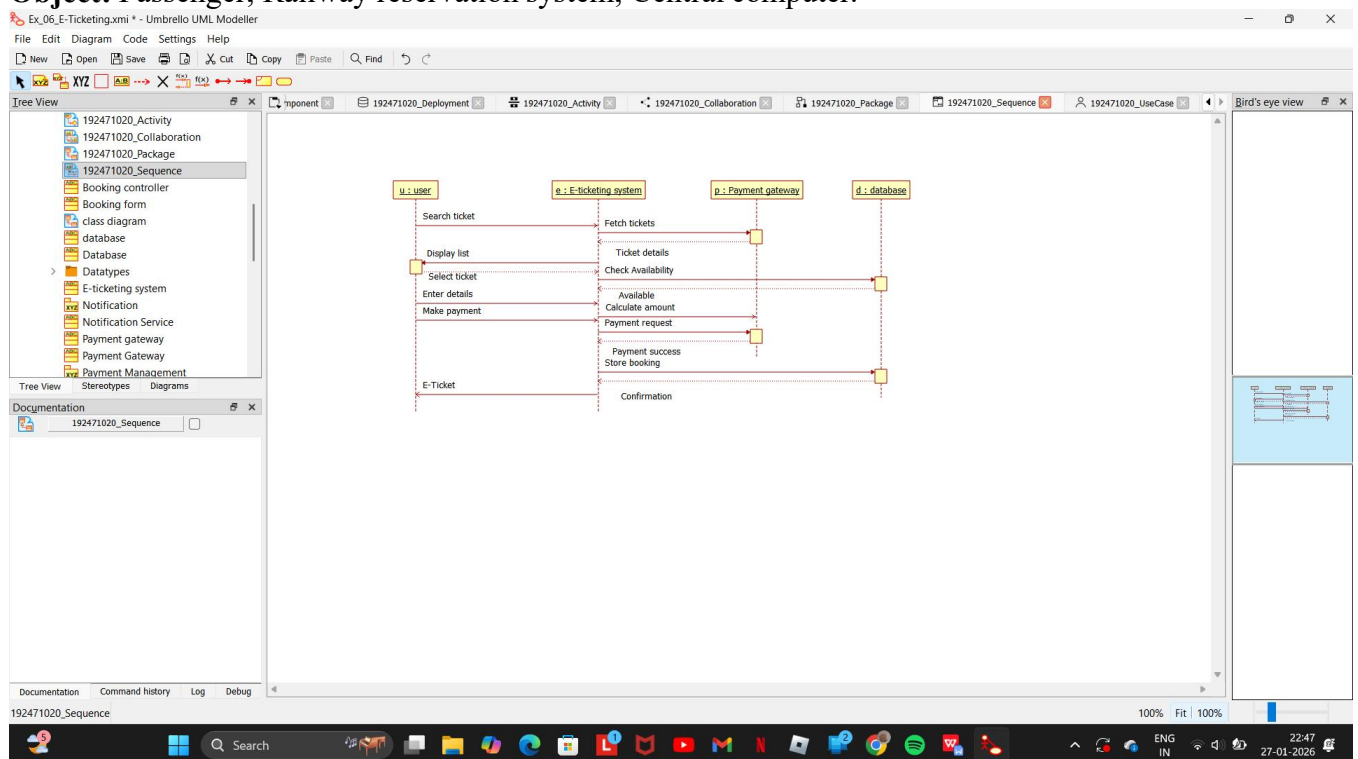 Object: Passenger, Railway reservation system, Central computer.
Ex_06_E-Ticketing.xmi * - Umbrello UML Modeller
File Edit Diagram Code Settings Help
New Open Save Cut Copy Paste Find
XYZ XYZ XYZ A:B f(x) f(x)
Tree View
mponent 192471020_Deployment 192471020_Activity 192471020_Collaboration 192471020_Package 192471020_Sequence 192471020_UseCase
Bird's eye view
192471020_Activity
192471020_Collaboration
192471020_Package
192471020_Sequence
Booking controller
Booking form
class diagram
database
Database
Datatypes
E-ticketing system
Notification
Notification Service
Payment gateway
Payment Gateway
Payment Management
Tree View Stereotypes Diagrams
Documentation
192471020_Sequence
u : user e : E-ticketing system p : Payment gateway d : database
Search ticket
Fetch tickets
Display list
Ticket details
Select ticket
Check Availability
Enter details
Available
Make payment
Calculate amount
Payment request
Payment success
Store booking
E-Ticket
Confirmation
Documentation Command history Log Debug
192471020_Sequence
100% Fit 100%
5
Search
L 1
M N
2
W
ENG
IN
22:47
27-01-2026